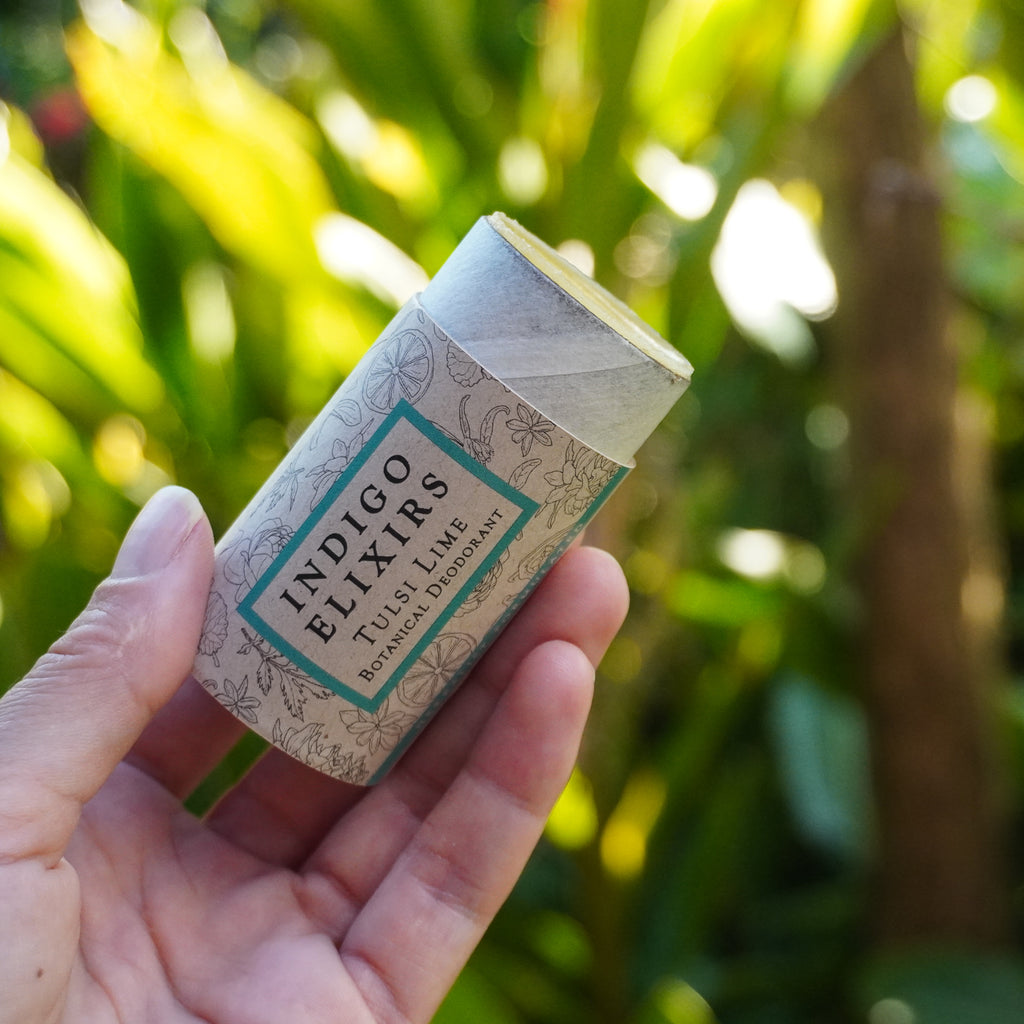 INDIGO
ELIXIRS
TULSI LIME
BOTANICAL DEODORANT